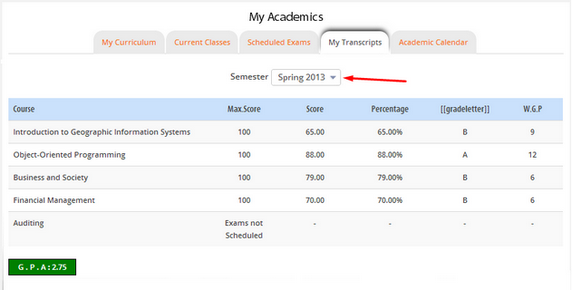 My Academics
My Curriculum Current Classes Scheduled Exams My Transcripts Academic Calendar
Semester Spring 2013
Course Max.Score Score Percentage [[gradeletter]] W.G.P
Introduction to Geographic Information Systems 100 65.00 65.00% B 9
Object-Oriented Programming 100 88.00 88.00% A 12
Business and Society 100 79.00 79.00% B 6
Financial Management 100 70.00 70.00% B 6
Auditing Exams not - - - -
Scheduled
G . P . A : 2.75